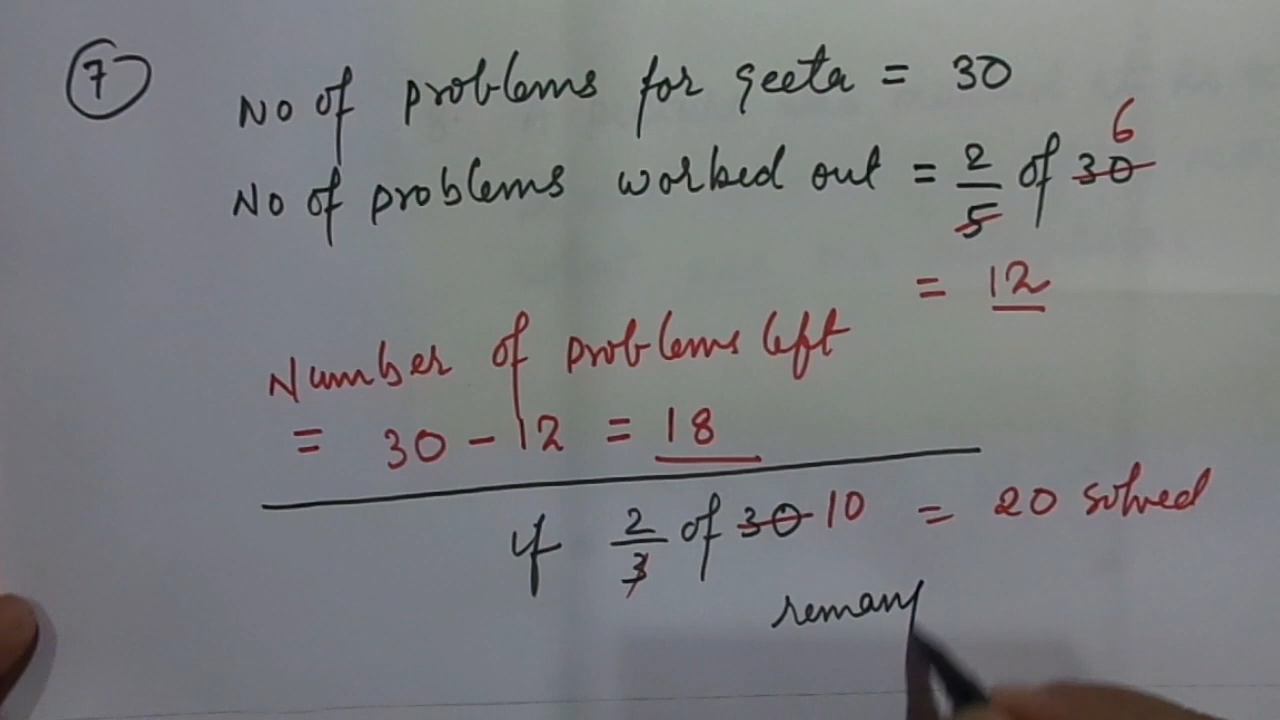 7
No of problems for geeta = 30
No of problems worked out = 2/5 of 30 6
= 12
Number of problems left
= 30 - 12 = 18
if 2/3 of 30 10 = 20 solved
remany